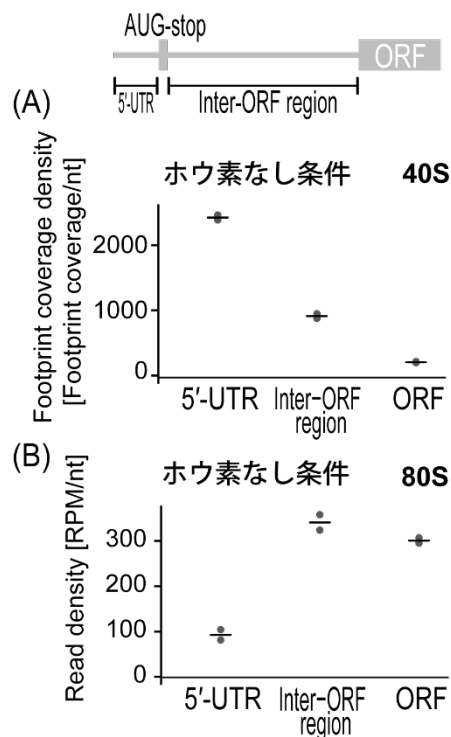 AUG-stop
ORF
5'-UTR
Inter-ORF region
(A)
ホウ素なし条件 40S
Footprint coverage density
[Footprint coverage/nt]
2000
1000
0
5'-UTR
Inter-ORF
region
ORF
(B)
ホウ素なし条件 80S
Read density [RPM/nt]
300
200
100
0
5'-UTR
Inter-ORF
region
ORF